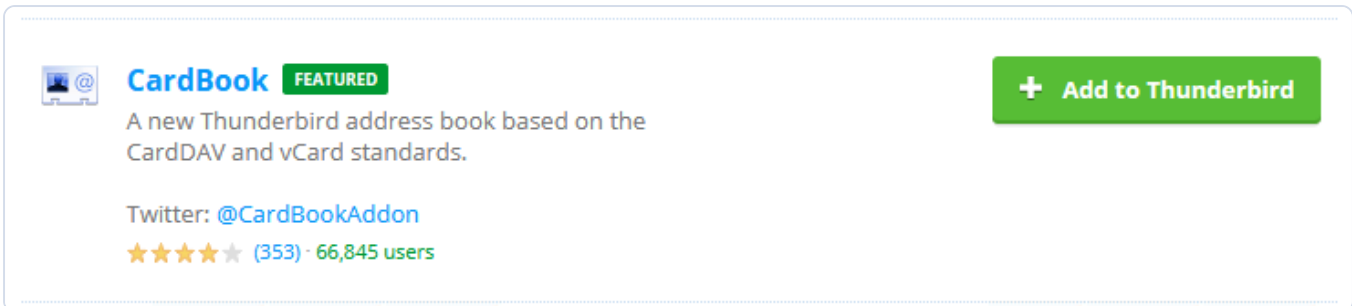 CardBook FEATURED
A new Thunderbird address book based on the
CardDAV and vCard standards.
Twitter: @CardBookAddon
(353) · 66,845 users
+ Add to Thunderbird